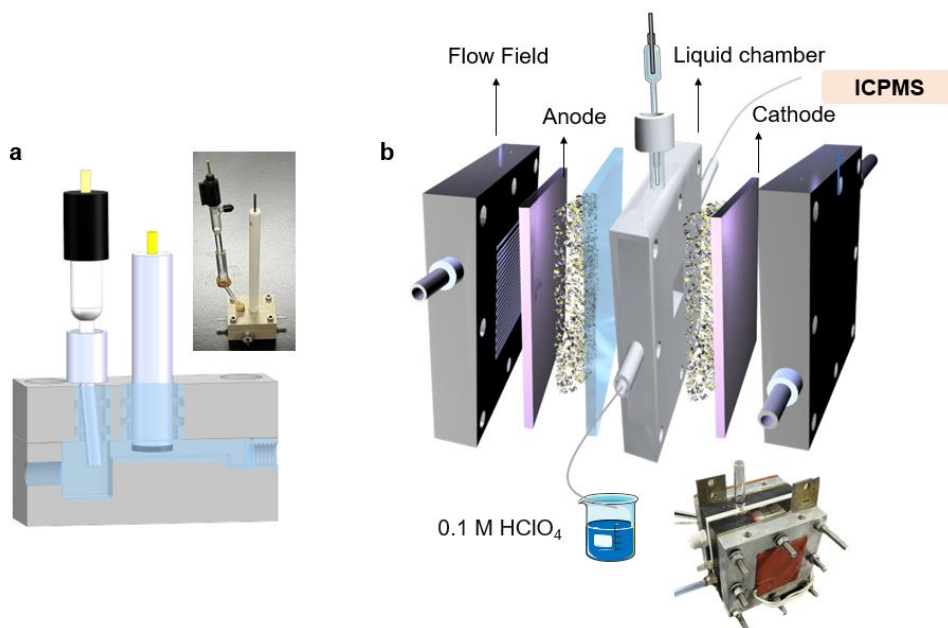 a
b
Flow Field
Liquid chamber
ICPMS
Anode
Cathode
0.1 M HClO₄